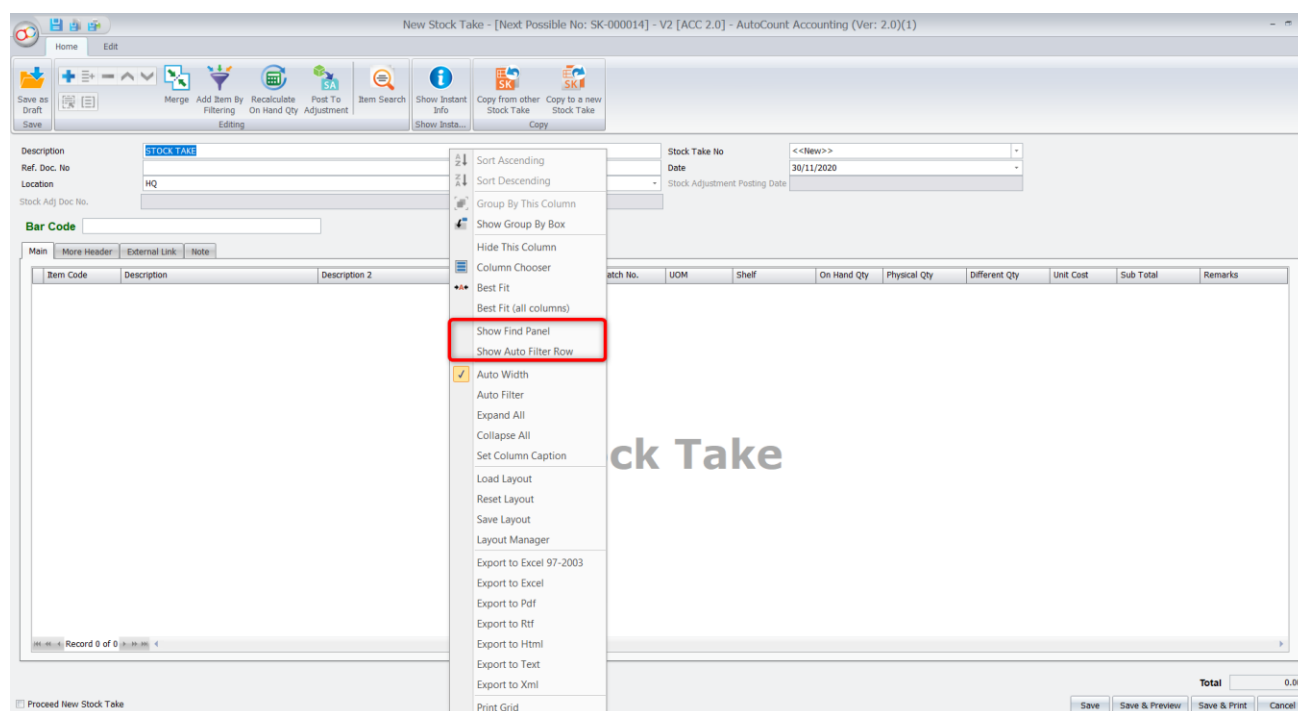 New Stock Take - [Next Possible No: SK-000014] - V2 [ACC 2.0] - AutoCount Accounting (Ver: 2.0)(1)
Home Edit
Save as Draft
Merge
Add Item By Filtering
Recalculate On Hand Qty
Post To Adjustment
Item Search
Show Instant Info
Copy from other Stock Take
Copy to a new Stock Take
Save Editing Show Insta... Copy
Description STOCK TAKE Stock Take No <<New>>
Ref. Doc. No Date 30/11/2020
Location HQ Stock Adjustment Posting Date
Stock Adj Doc No.
Bar Code
Main More Header External Link Note
Item Code Description Description 2 atch No. UOM Shelf On Hand Qty Physical Qty Different Qty Unit Cost Sub Total Remarks
Sort Ascending
Sort Descending
Group By This Column
Show Group By Box
Hide This Column
Column Chooser
Best Fit
Best Fit (all columns)
Show Find Panel
Show Auto Filter Row
Auto Width
Auto Filter
Expand All
Collapse All
Set Column Caption
Load Layout
Reset Layout
Save Layout
Layout Manager
Export to Excel 97-2003
Export to Excel
Export to Pdf
Export to Rtf
Export to Html
Export to Text
Export to Xml
Print Grid
ck Take
Record 0 of 0
Total 0.0
Proceed New Stock Take
Save Save & Preview Save & Print Cancel